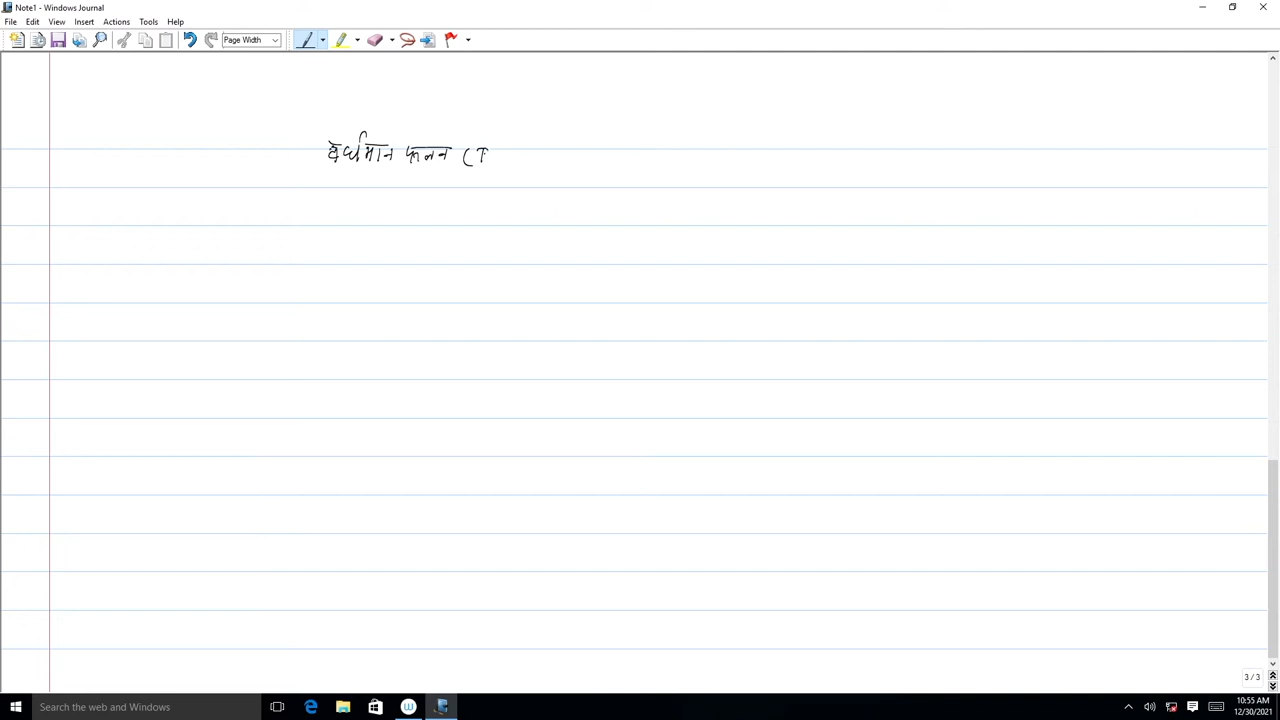 Note1 - Windows Journal
File Edit View Insert Actions Tools Help
Page Width
वर्धमान फलन (I
3/3
Search the web and Windows
10:55 AM
12/30/2021